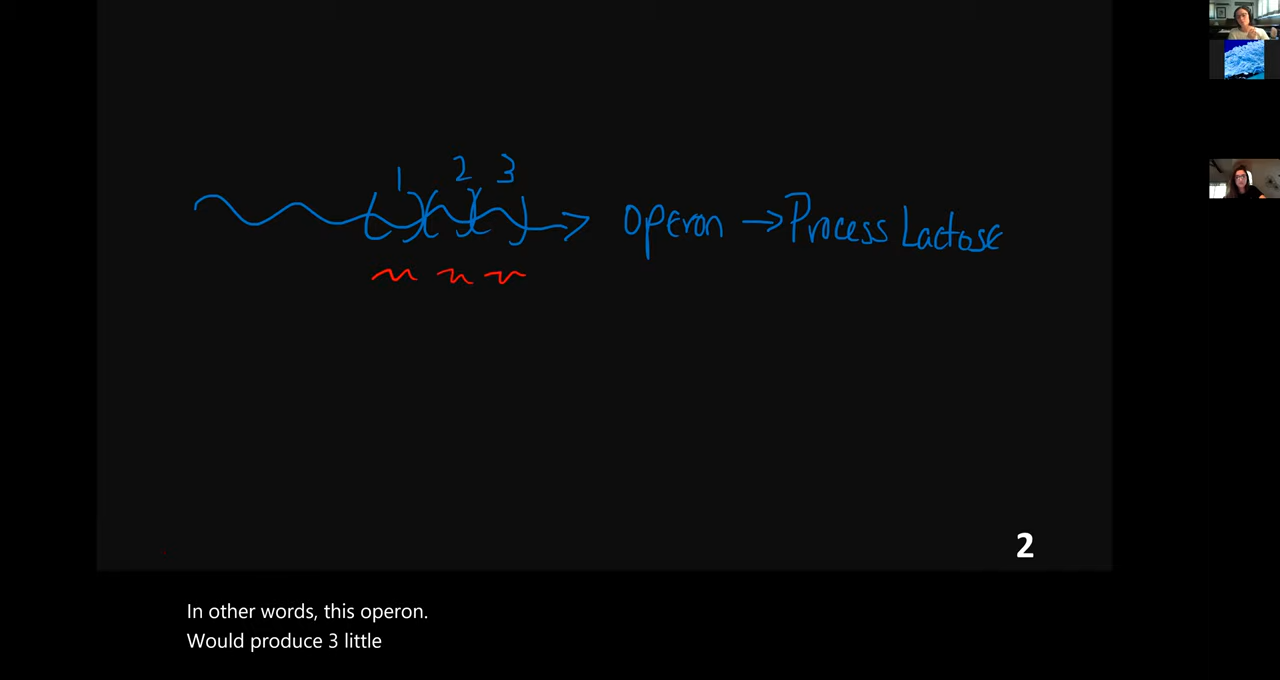 1 2 3
operon → Process Lactose
2
In other words, this operon.
Would produce 3 little